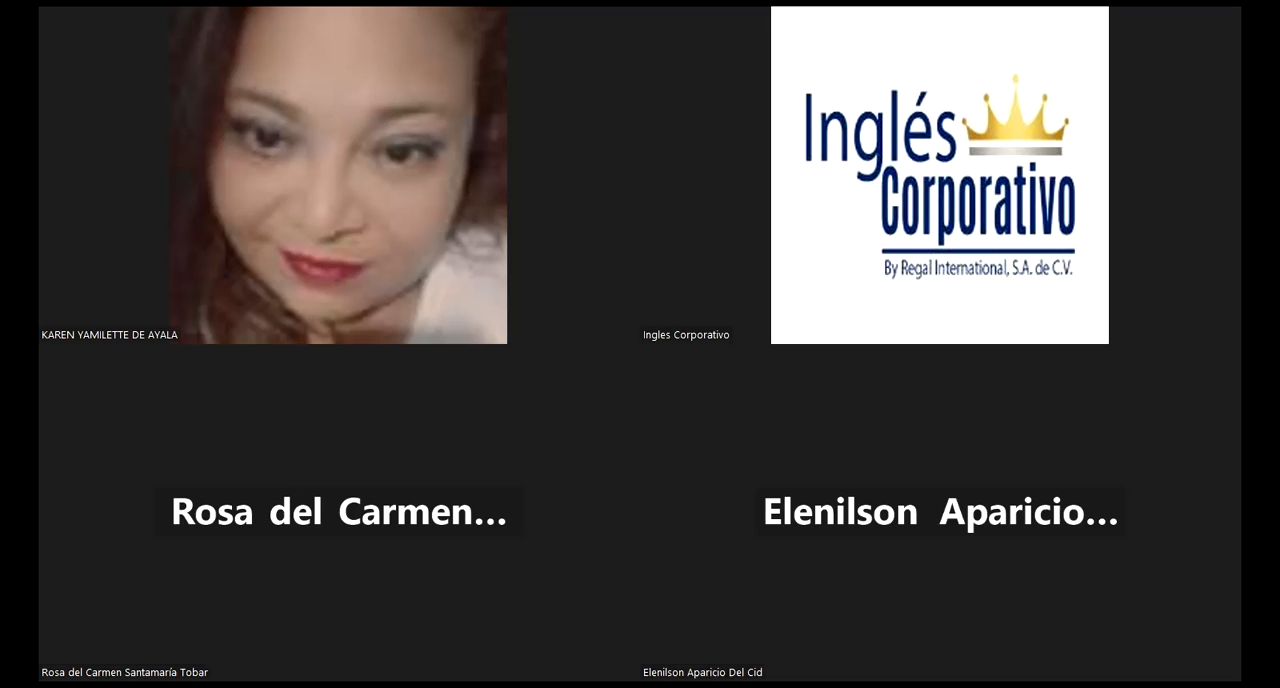 Inglés
Corporativo
By Regal International, S.A. de C.V.
KAREN YAMILETTE DE AYALA
Ingles Corporativo
Rosa del Carmen...
Elenilson Aparicio...
Rosa del Carmen Santamaría Tobar
Elenilson Aparicio Del Cid